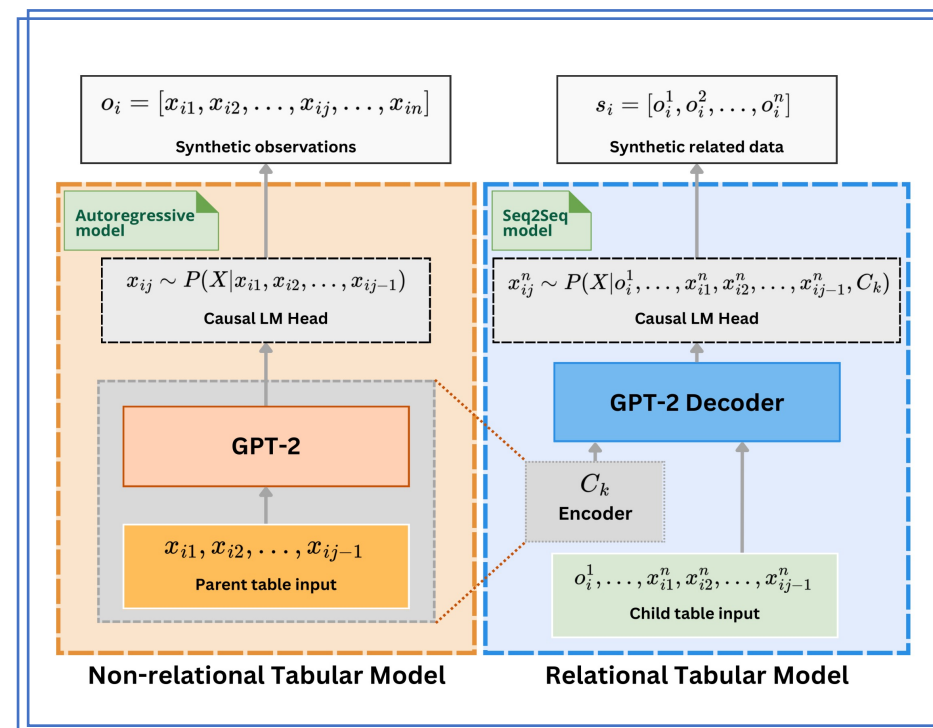 o_i = [x_{i1}, x_{i2}, . . . , x_{ij}, . . . , x_{in}]
Synthetic observations
s_i = [o_i^1, o_i^2, . . . , o_i^n]
Synthetic related data
Autoregressive
model
x_{ij} ∼ P(X|x_{i1}, x_{i2}, . . . , x_{ij−1})
Causal LM Head
Seq2Seq
model
x_{ij}^n ∼ P(X|o_i^1, . . . , x_{i1}^n, x_{i2}^n, . . . , x_{ij−1}^n, C_k)
Causal LM Head
GPT-2
x_{i1}, x_{i2}, . . . , x_{ij−1}
Parent table input
GPT-2 Decoder
C_k
Encoder
o_i^1, . . . , x_{i1}^n, x_{i2}^n, . . . , x_{ij−1}^n
Child table input
Non-relational Tabular Model
Relational Tabular Model